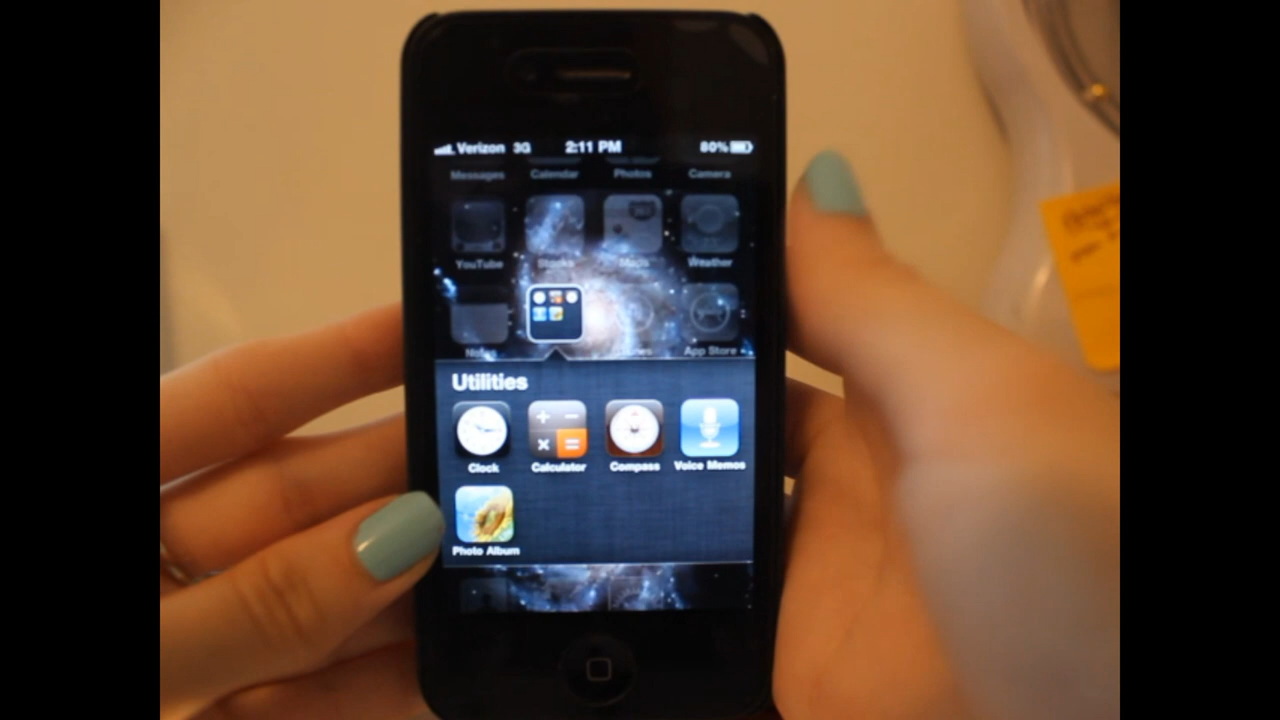 Verizon 3G 2:11 PM 80%
Messages Calendar Photos Camera
YouTube Stocks Maps Weather
Notes App Store
Utilities
Clock Calculator Compass Voice Memos
Photo Album